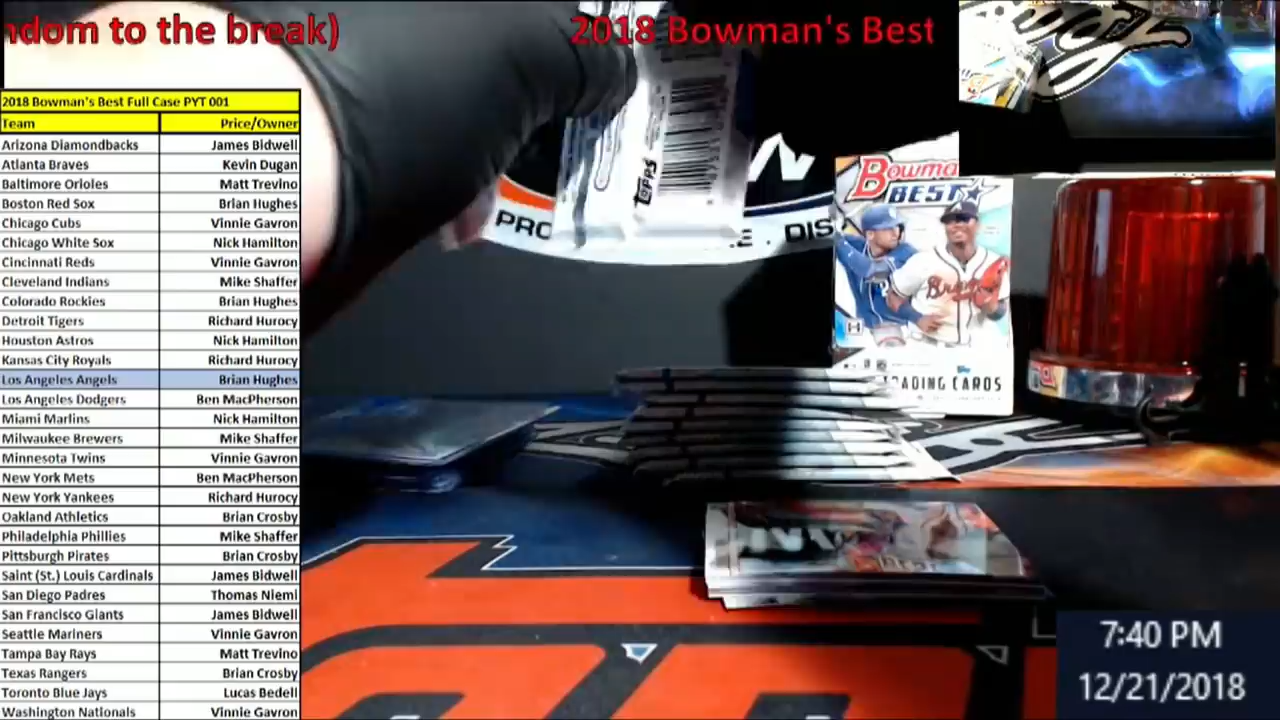 ndom to the break) 2018 Bowman's Best
2018 Bowman's Best Full Case PYT 001
Team Price/Owner
Arizona Diamondbacks James Bidwell
Atlanta Braves Kevin Dugan
Baltimore Orioles Matt Trevino
Boston Red Sox Brian Hughes
Chicago Cubs Vinnie Gavron
Chicago White Sox Nick Hamilton
Cincinnati Reds Vinnie Gavron
Cleveland Indians Mike Shaffer
Colorado Rockies Brian Hughes
Detroit Tigers Richard Hurocy
Houston Astros Nick Hamilton
Kansas City Royals Richard Hurocy
Los Angeles Angels Brian Hughes
Los Angeles Dodgers Ben MacPherson
Miami Marlins Nick Hamilton
Milwaukee Brewers Mike Shaffer
Minnesota Twins Vinnie Gavron
New York Mets Ben MacPherson
New York Yankees Richard Hurocy
Oakland Athletics Brian Crosby
Philadelphia Phillies Mike Shaffer
Pittsburgh Pirates Brian Crosby
Saint (St.) Louis Cardinals James Bidwell
San Diego Padres Thomas Niemi
San Francisco Giants James Bidwell
Seattle Mariners Vinnie Gavron
Tampa Bay Rays Matt Trevino
Texas Rangers Brian Crosby
Toronto Blue Jays Lucas Bedell
Washington Nationals Vinnie Gavron
topps
PRO
E . DIS
Bowma
BEST
Braves
ADING CARDS
7:40 PM
12/21/2018